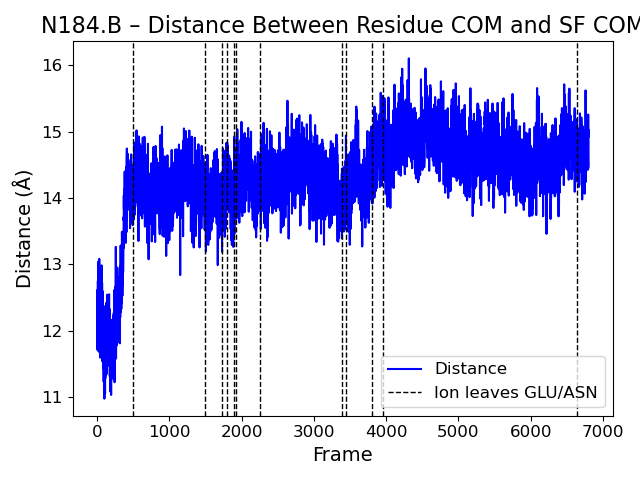 N184.B – Distance Between Residue COM and SF COM
Distance (Å)
16
15
14
13
12
11
0 1000 2000 3000 4000 5000 6000 7000
Frame
Distance
Ion leaves GLU/ASN